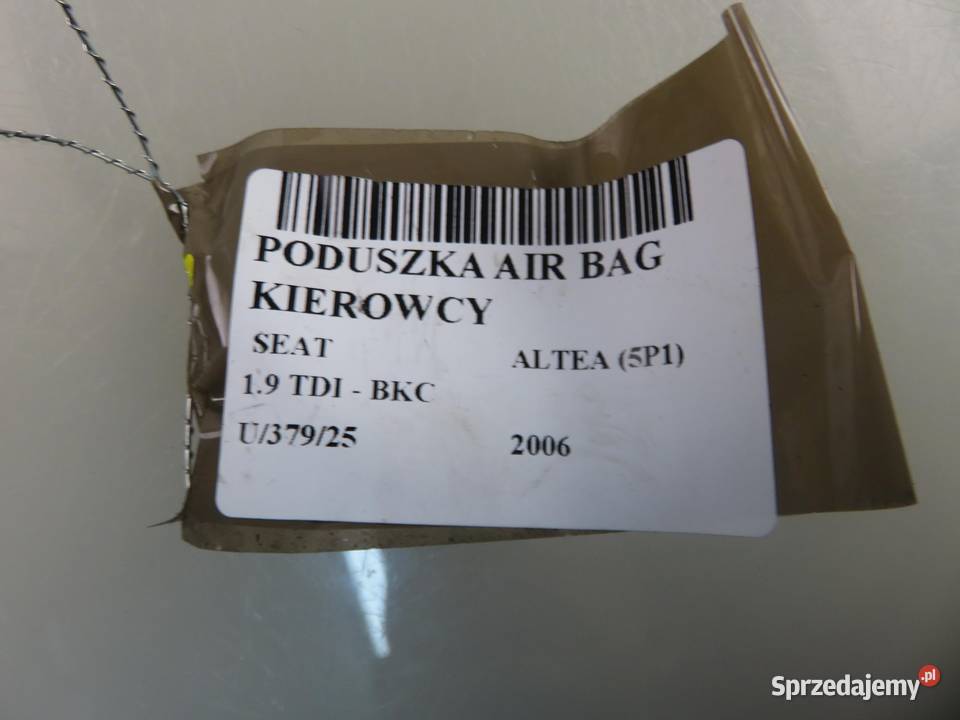 PODUSZKA AIR BAG
KIEROWCY
SEAT ALTEA (5P1)
1.9 TDI - BKC
U/379/25 2006
Sprzedajemy.pl